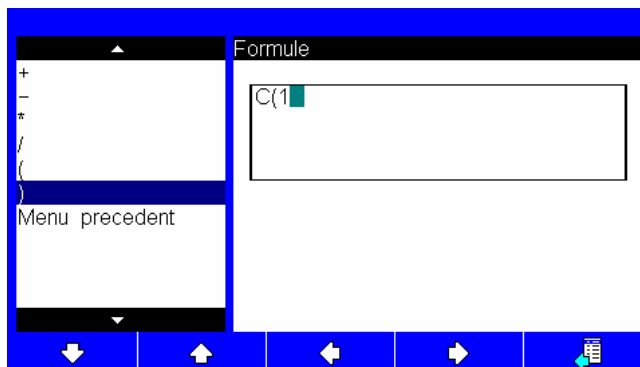 Formule
+
–
*
/
(
)
Menu precedent
C(1